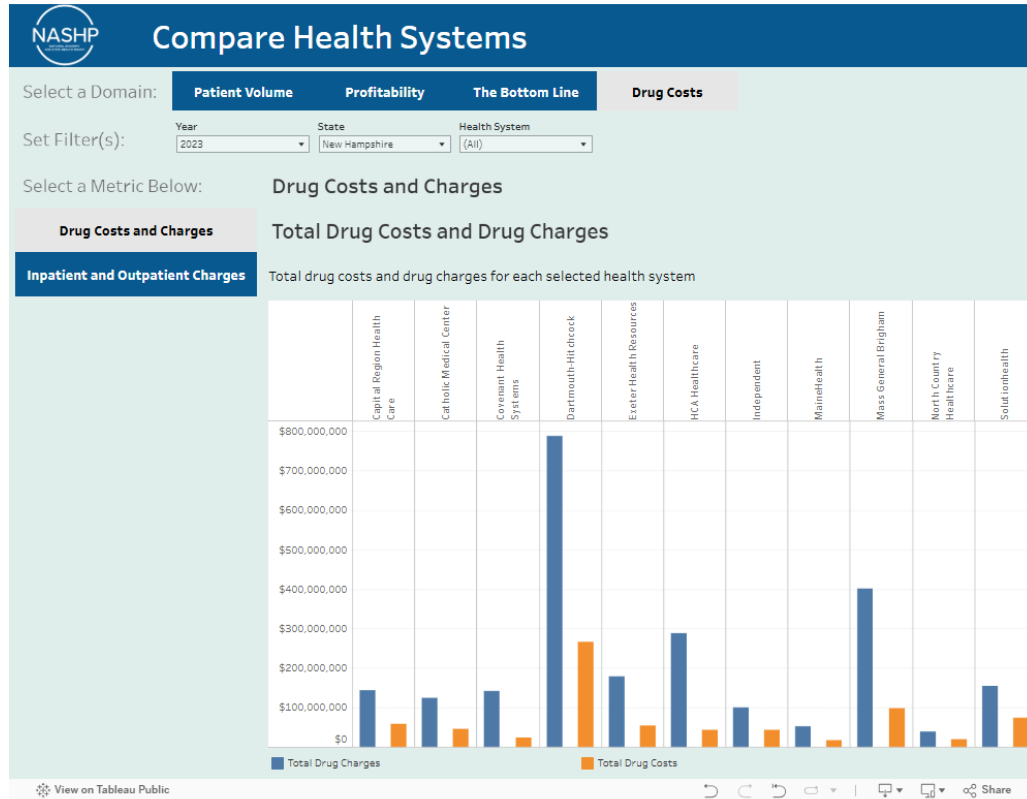 NASHP
Compare Health Systems
Select a Domain:
Patient Volume
Profitability
The Bottom Line
Drug Costs
Set Filter(s):
Year
State
Health System
2023
New Hampshire
(All)
Select a Metric Below:
Drug Costs and Charges
Drug Costs and Charges
Total Drug Costs and Drug Charges
Inpatient and Outpatient Charges
Total drug costs and drug charges for each selected health system
Capital Region Health
Care
Catholic Medical Center
Covenant Health
Systems
Dartmouth-Hitchcock
Exeter Health Resources
HCA Healthcare
Independent
MaineHealth
Mass General Brigham
North Country
Healthcare
Solutionhealth
$800,000,000
$700,000,000
$600,000,000
$500,000,000
$400,000,000
$300,000,000
$200,000,000
$100,000,000
$0
Total Drug Charges
Total Drug Costs
View on Tableau Public
Share